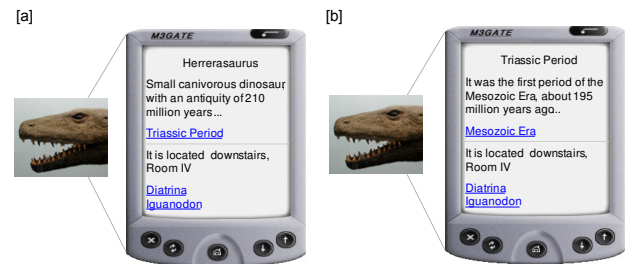 [a]
M3GATE
Herrerasaurus
Small canivorous dinosaur,
with an antiquity of 210
million years...
Triassic Period
It is located downstairs,
Room IV
Diatrina
Iguanodon
[b]
M3GATE
Triassic Period
It was the first period of the
Mesozoic Era, about 195
million years ago..
Mesozoic Era
It is located downstairs,
Room IV
Diatrina
Iguanodon